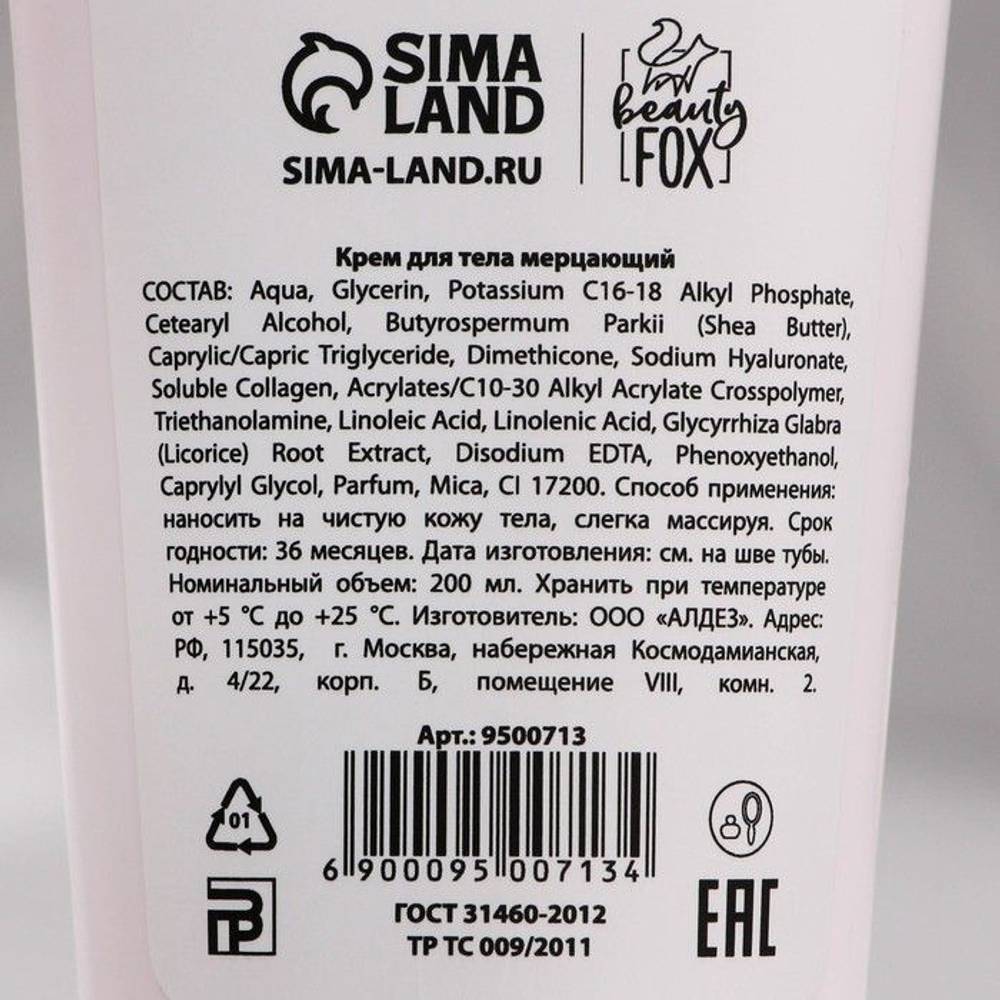 SIMA
LAND
SIMA-LAND.RU
beauty
FOX
Крем для тела мерцающий
СОСТАВ: Aqua, Glycerin, Potassium C16-18 Alkyl Phosphate,
Cetearyl Alcohol, Butyrospermum Parkii (Shea Butter),
Caprylic/Capric Triglyceride, Dimethicone, Sodium Hyaluronate,
Soluble Collagen, Acrylates/C10-30 Alkyl Acrylate Crosspolymer,
Triethanolamine, Linoleic Acid, Linolenic Acid, Glycyrrhiza Glabra
(Licorice) Root Extract, Disodium EDTA, Phenoxyethanol,
Caprylyl Glycol, Parfum, Mica, CI 17200. Способ применения:
наносить на чистую кожу тела, слегка массируя. Срок
годности: 36 месяцев. Дата изготовления: см. на шве тубы.
Номинальный объем: 200 мл. Хранить при температуре
от +5 °C до +25 °C. Изготовитель: ООО «АЛДЕЗ». Адрес:
РФ, 115035, г. Москва, набережная Космодамианская,
д. 4/22, корп. Б, помещение VIII, комн. 2.
Арт.: 9500713
01
6 900095 007134
ГОСТ 31460-2012
ТР ТС 009/2011
EAC